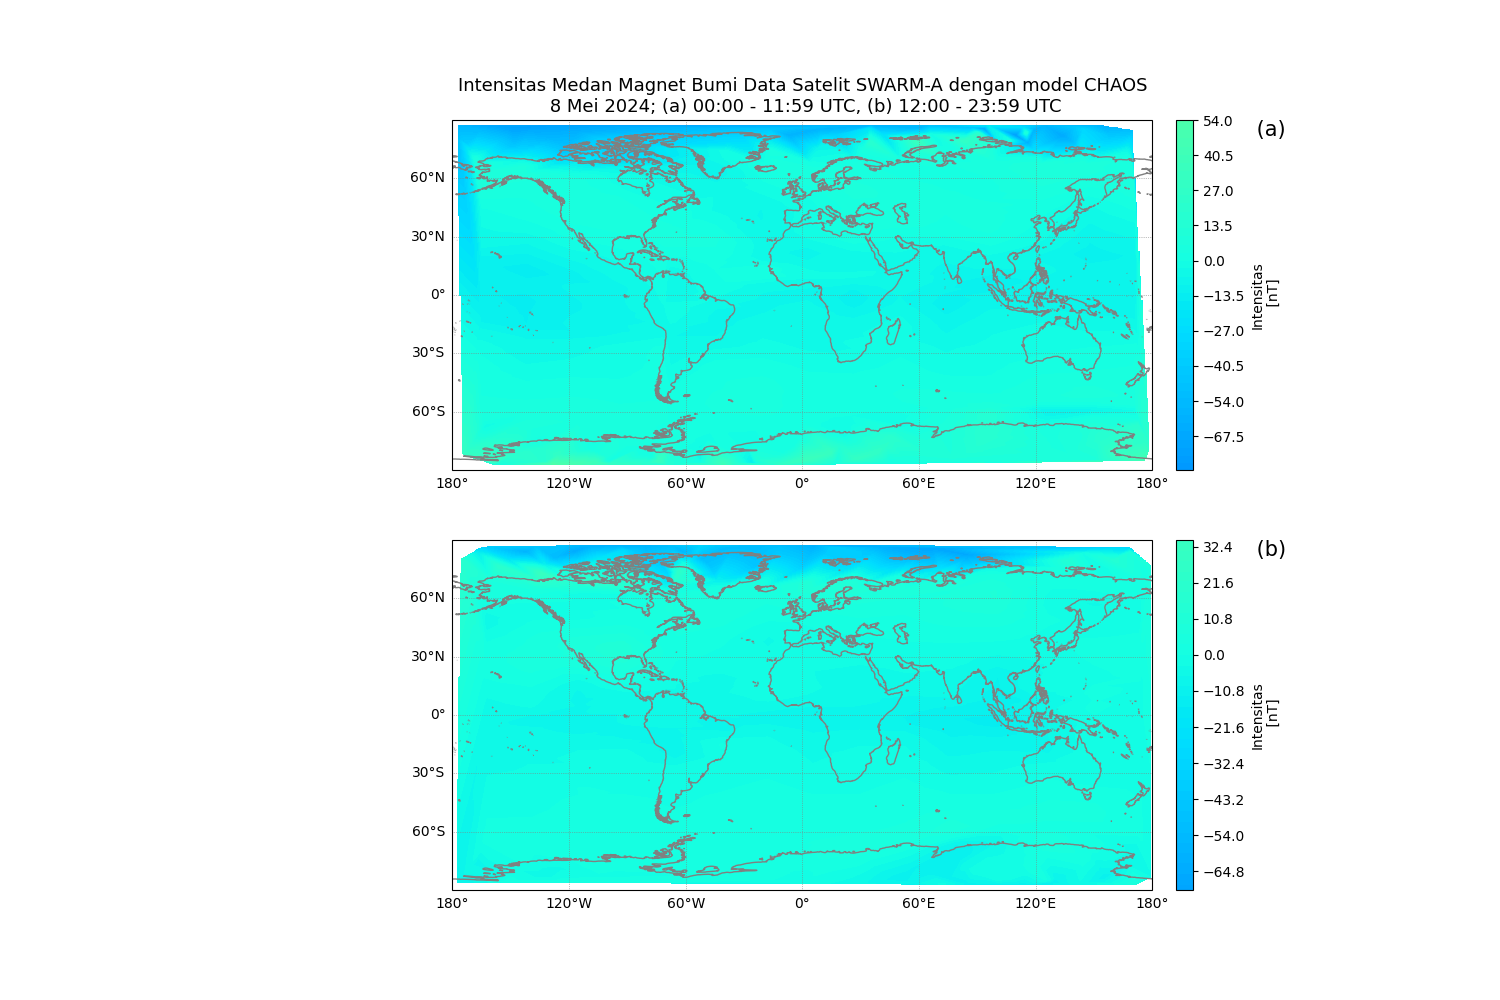 Intensitas Medan Magnet Bumi Data Satelit SWARM-A dengan model CHAOS
8 Mei 2024; (a) 00:00 - 11:59 UTC, (b) 12:00 - 23:59 UTC
(a)
60°N
30°N
0°
30°S
60°S
180°
120°W
60°W
0°
60°E
120°E
180°
54.0
40.5
27.0
13.5
0.0
−13.5
−27.0
−40.5
−54.0
−67.5
Intensitas
[nT]
(b)
60°N
30°N
0°
30°S
60°S
180°
120°W
60°W
0°
60°E
120°E
180°
32.4
21.6
10.8
0.0
−10.8
−21.6
−32.4
−43.2
−54.0
−64.8
Intensitas
[nT]